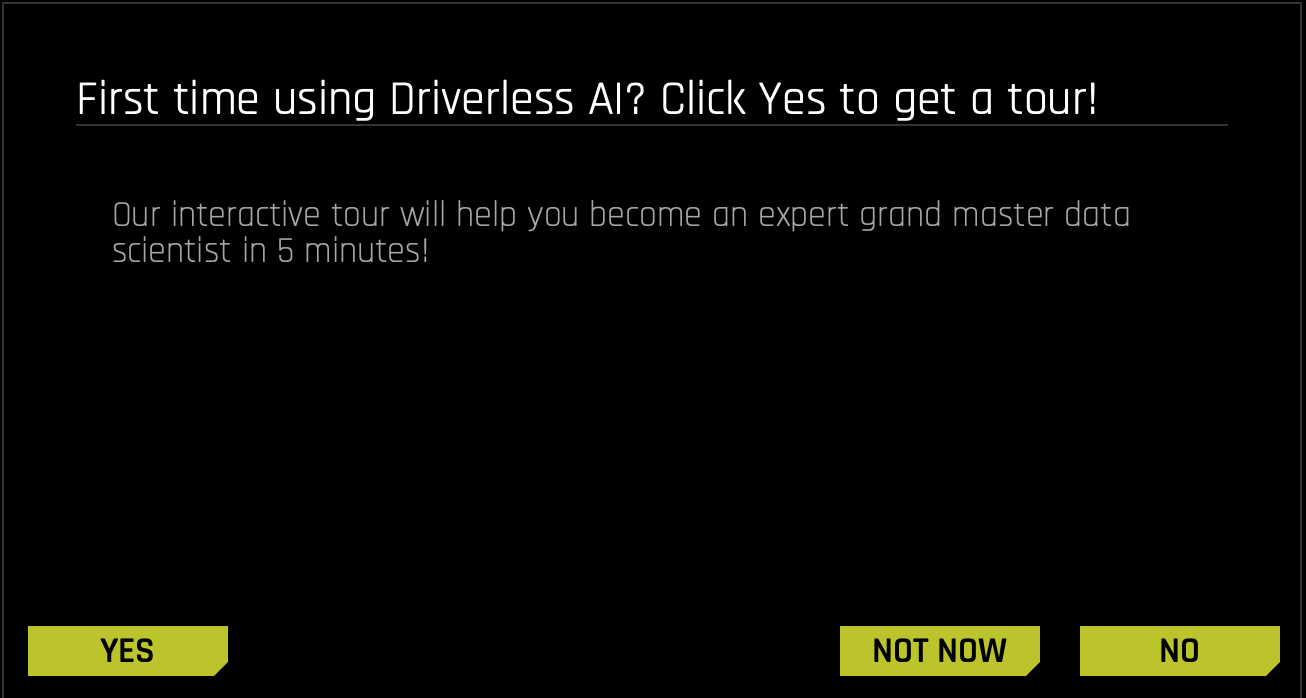 First time using Driverless AI? Click Yes to get a tour!
Our interactive tour will help you become an expert grand master data
scientist in 5 minutes!
YES
NOT NOW
NO